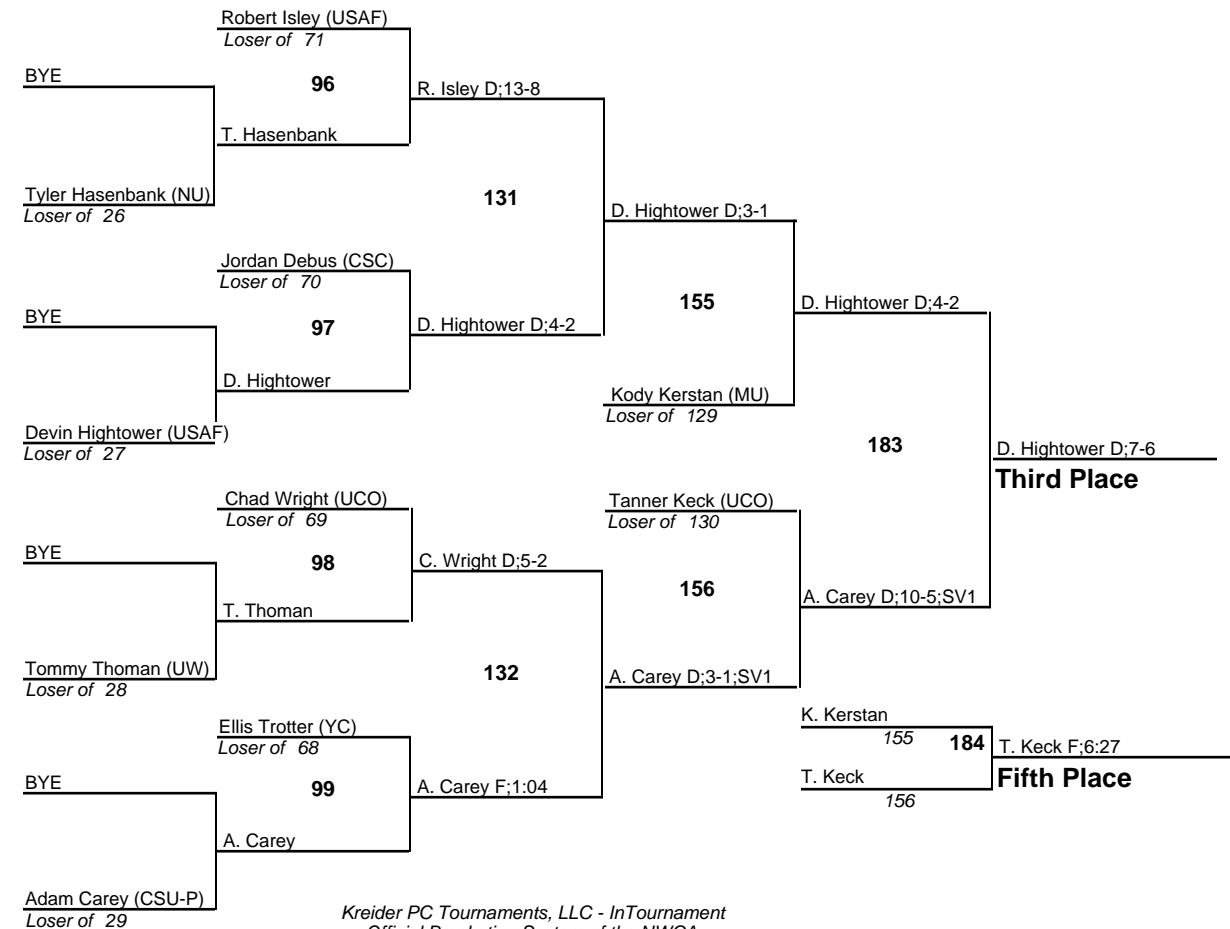 Robert Isley (USAF)
Loser of 71
BYE
96
R. Isley D;13-8
T. Hasenbank
Tyler Hasenbank (NU)
Loser of 26
131
D. Hightower D;3-1
Jordan Debus (CSC)
Loser of 70
BYE
97
D. Hightower D;4-2
155
D. Hightower D;4-2
D. Hightower
Kody Kerstan (MU)
Loser of 129
Devin Hightower (USAF)
Loser of 27
183
D. Hightower D;7-6
Third Place
Chad Wright (UCO)
Loser of 69
Tanner Keck (UCO)
Loser of 130
BYE
98
C. Wright D;5-2
156
A. Carey D;10-5;SV1
T. Thoman
Tommy Thoman (UW)
Loser of 28
132
A. Carey D;3-1;SV1
Ellis Trotter (YC)
Loser of 68
K. Kerstan
155
184
T. Keck F;6:27
Fifth Place
BYE
99
A. Carey F;1:04
T. Keck
156
A. Carey
Adam Carey (CSU-P)
Loser of 29
Kreider PC Tournaments, LLC - InTournament